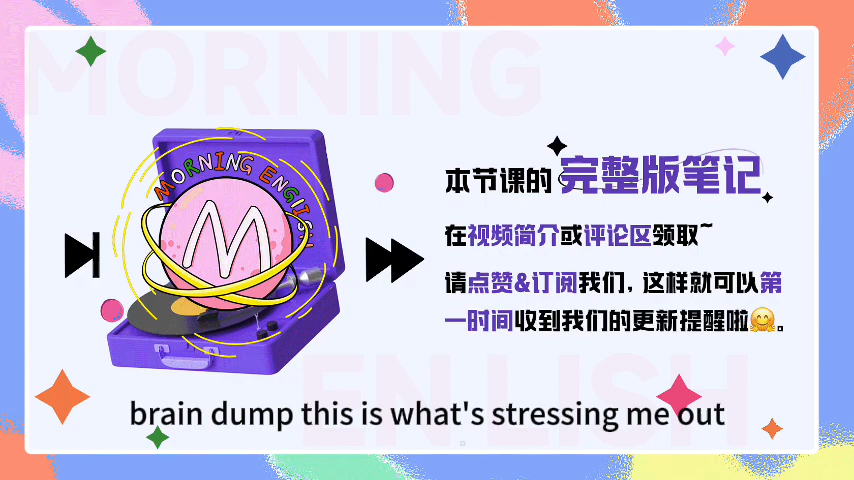 MORNING
MORNING ENGLISH
M
本节课的 完整版笔记
在视频简介或评论区领取~
请点赞&订阅我们, 这样就可以第
一时间收到我们的更新提醒啦🤗。
EN LISH
brain dump this is what's stressing me out